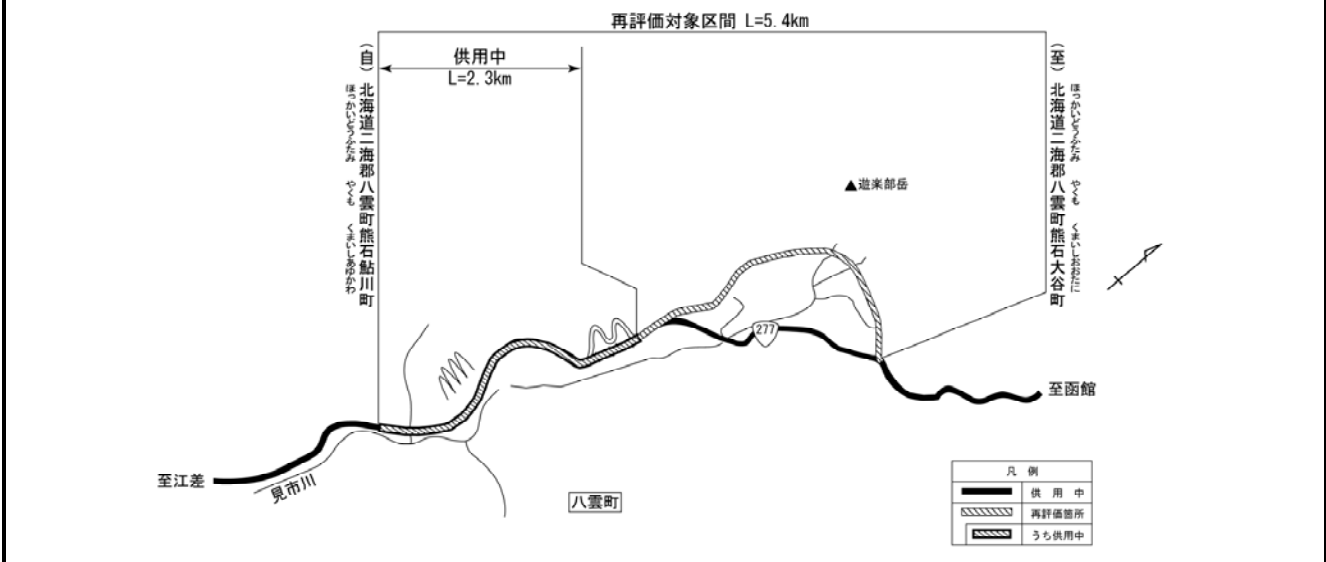 再評価対象区間 L=5.4km
供用中
L=2.3km
(自)北海道二海郡八雲町熊石鮎川町
ほっかいどうふたみ やくも くまいしあゆかわ
(至)北海道二海郡八雲町熊石大谷町
ほっかいどうふたみ やくも くまいしおおたに
▲遊楽部岳
277
至函館
至江差
見市川
八雲町
凡 例
供 用 中
再評価箇所
うち供用中